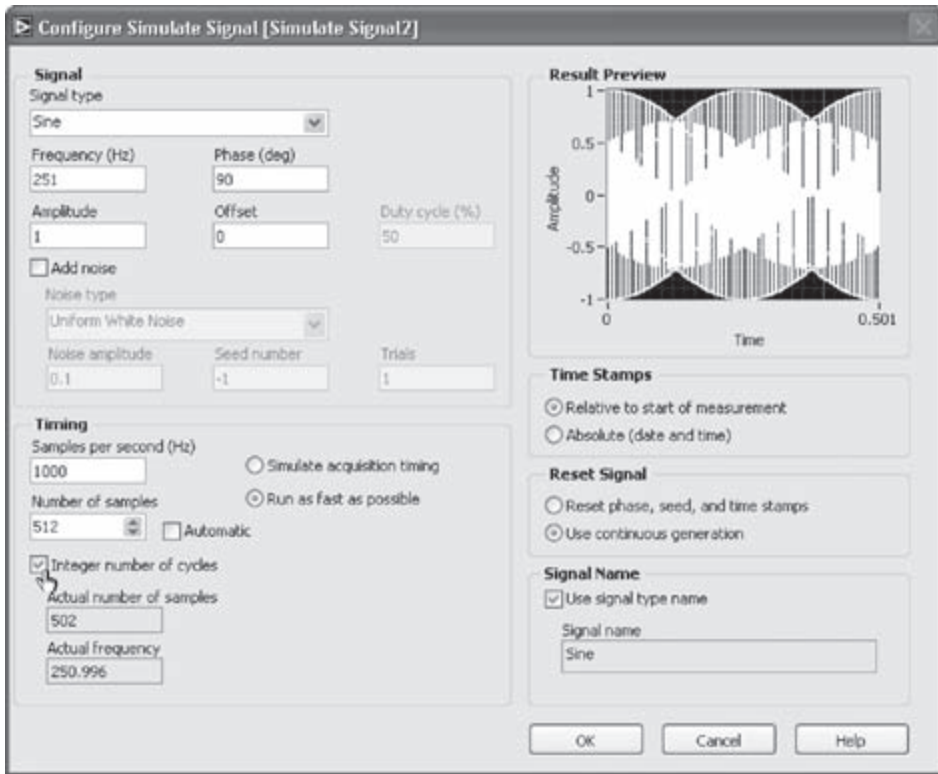 Configure Simulate Signal [Simulate Signal2]
Signal
Signal type
Sine
Frequency (Hz)
Phase (deg)
251
90
Amplitude
Offset
Duty cycle (%)
1
0
50
Add noise
Noise type
Uniform White Noise
Noise amplitude
Seed number
Trials
0.1
-1
1
Timing
Samples per second (Hz)
1000
Simulate acquisition timing
Run as fast as possible
Number of samples
512
Automatic
Integer number of cycles
Actual number of samples
502
Actual frequency
250.996
Result Preview
1
0.5
0
-0.5
-1
Amplitude
0
0.501
Time
Time Stamps
Relative to start of measurement
Absolute (date and time)
Reset Signal
Reset phase, seed, and time stamps
Use continuous generation
Signal Name
Use signal type name
Signal name
Sine
OK
Cancel
Help